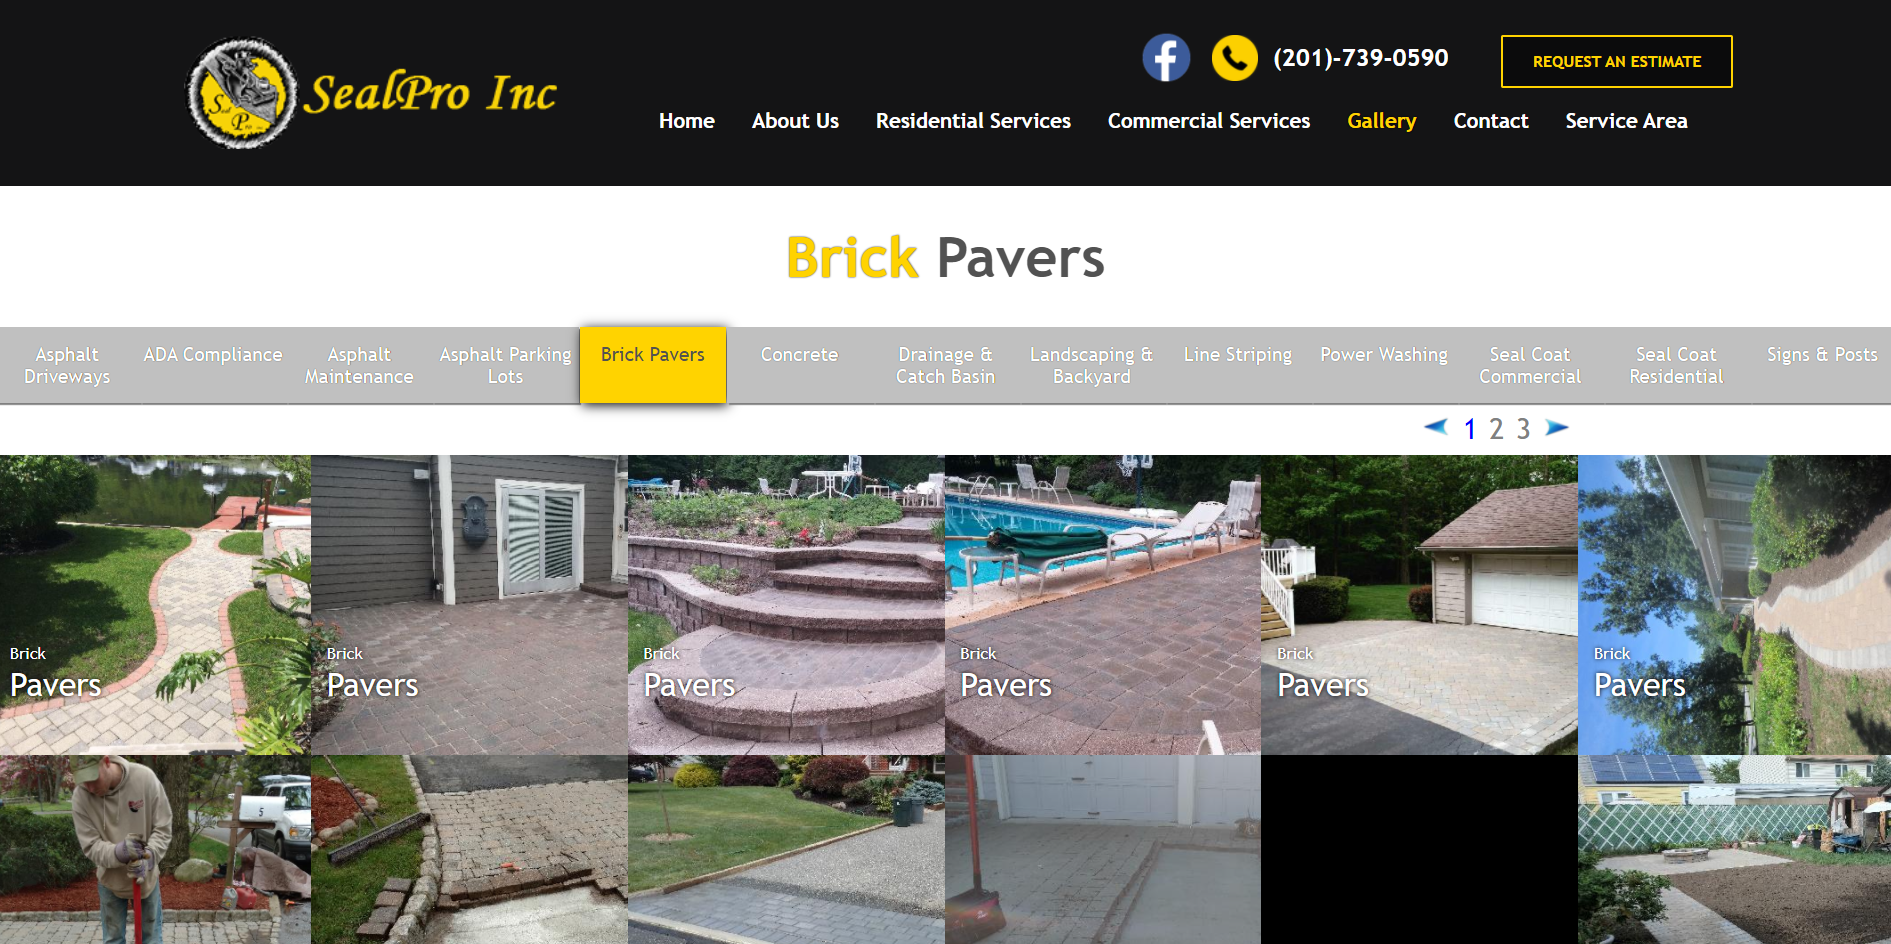 Seal
Pro
SealPro Inc
(201)-739-0590
REQUEST AN ESTIMATE
Home About Us Residential Services Commercial Services Gallery Contact Service Area
Brick Pavers
Asphalt Driveways
ADA Compliance
Asphalt Maintenance
Asphalt Parking Lots
Brick Pavers
Concrete
Drainage & Catch Basin
Landscaping & Backyard
Line Striping
Power Washing
Seal Coat Commercial
Seal Coat Residential
Signs & Posts
1 2 3
Brick
Pavers
Brick
Pavers
Brick
Pavers
Brick
Pavers
Brick
Pavers
Brick
Pavers
5